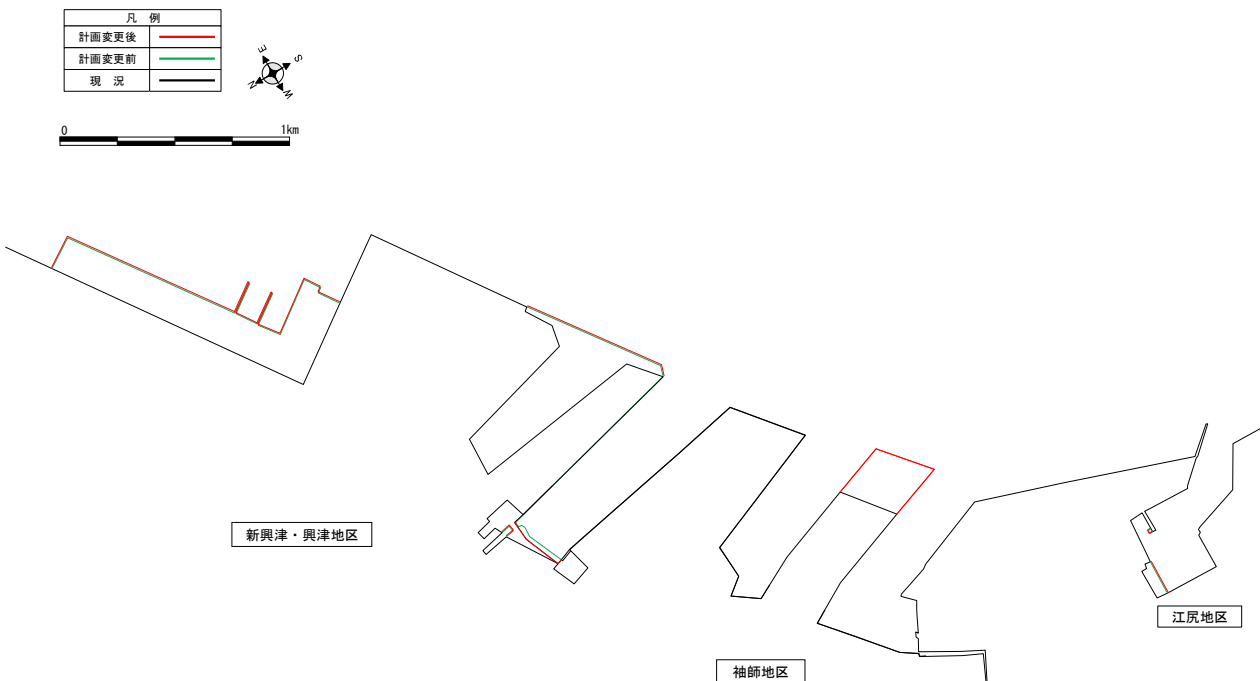 凡 例
計画変更後
計画変更前
現 況
E
S
N
W
0 1km
新興津・興津地区
江尻地区
袖師地区